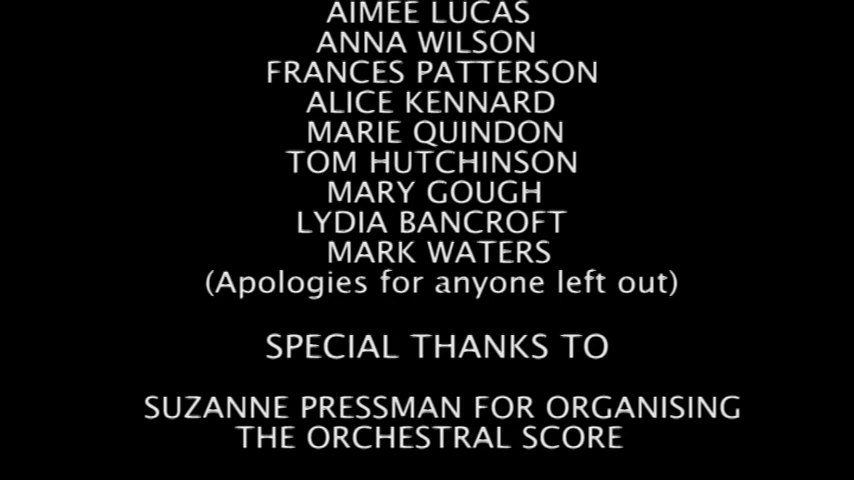 AIMEE LUCAS
ANNA WILSON
FRANCES PATTERSON
ALICE KENNARD
MARIE QUINDON
TOM HUTCHINSON
MARY GOUGH
LYDIA BANCROFT
MARK WATERS
(Apologies for anyone left out)
SPECIAL THANKS TO
SUZANNE PRESSMAN FOR ORGANISING
THE ORCHESTRAL SCORE